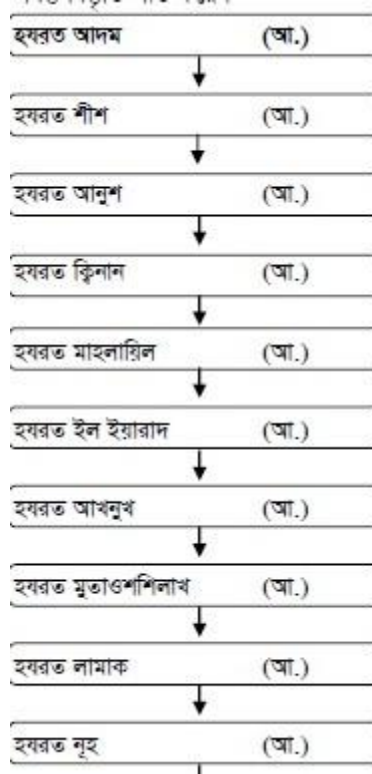 হযরত আদম (আ.)
হযরত শীশ (আ.)
হযরত আনুশ (আ.)
হযরত ক্বিনান (আ.)
হযরত মাহলায়িল (আ.)
হযরত ইল ইয়ারাদ (আ.)
হযরত আখনুখ (আ.)
হযরত মুতাওশশিলাখ (আ.)
হযরত লামাক (আ.)
হযরত নূহ (আ.)